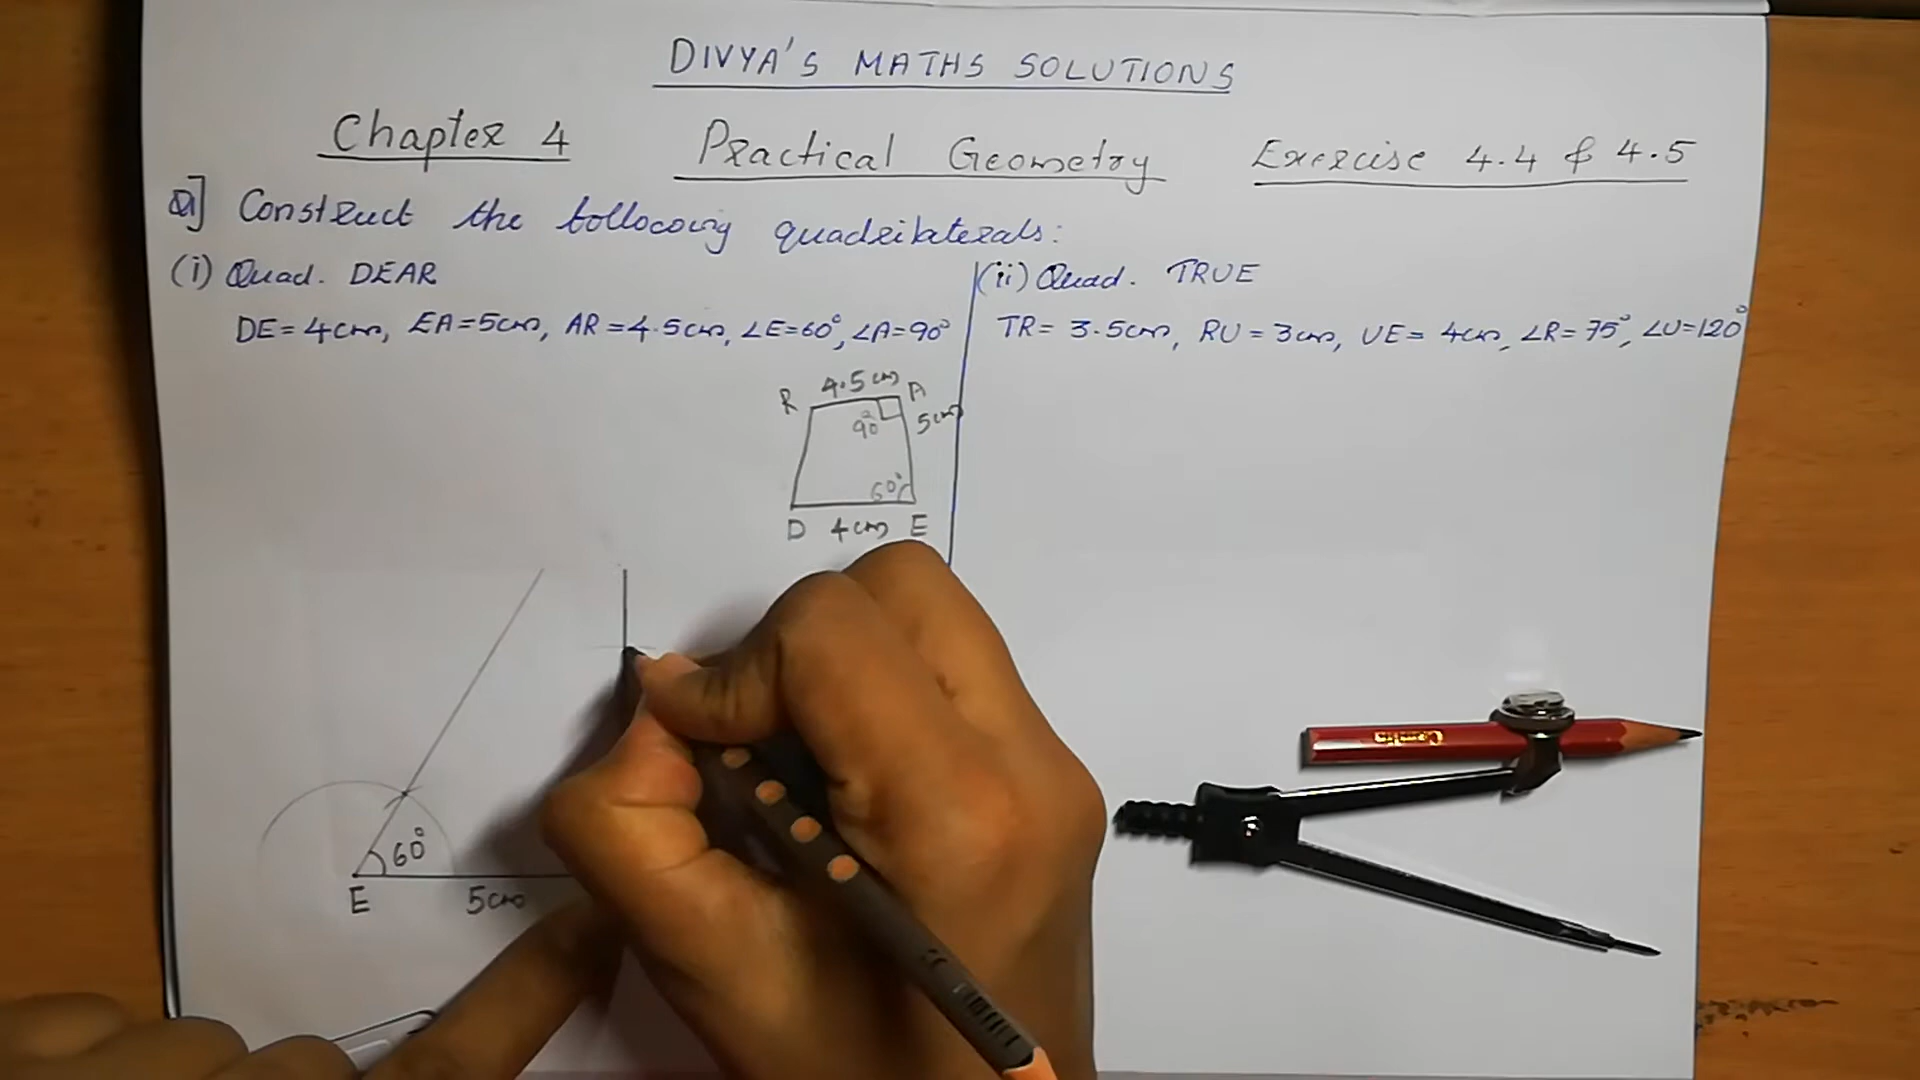 DIVYA'S MATHS SOLUTIONS
Chapter 4 Practical Geometry Exercise 4.4 & 4.5
Q1] Construct the following quadrilaterals:
(i) Quad. DEAR
DE = 4cm, EA = 5cm, AR = 4.5cm, ∠E = 60°, ∠A = 90°
(ii) Quad. TRUE
TR = 3.5cm, RU = 3cm, UE = 4cm, ∠R = 75°, ∠U = 120°
R 4.5cm A
90° 5cm
60°
D 4cm E
60°
E 5cm